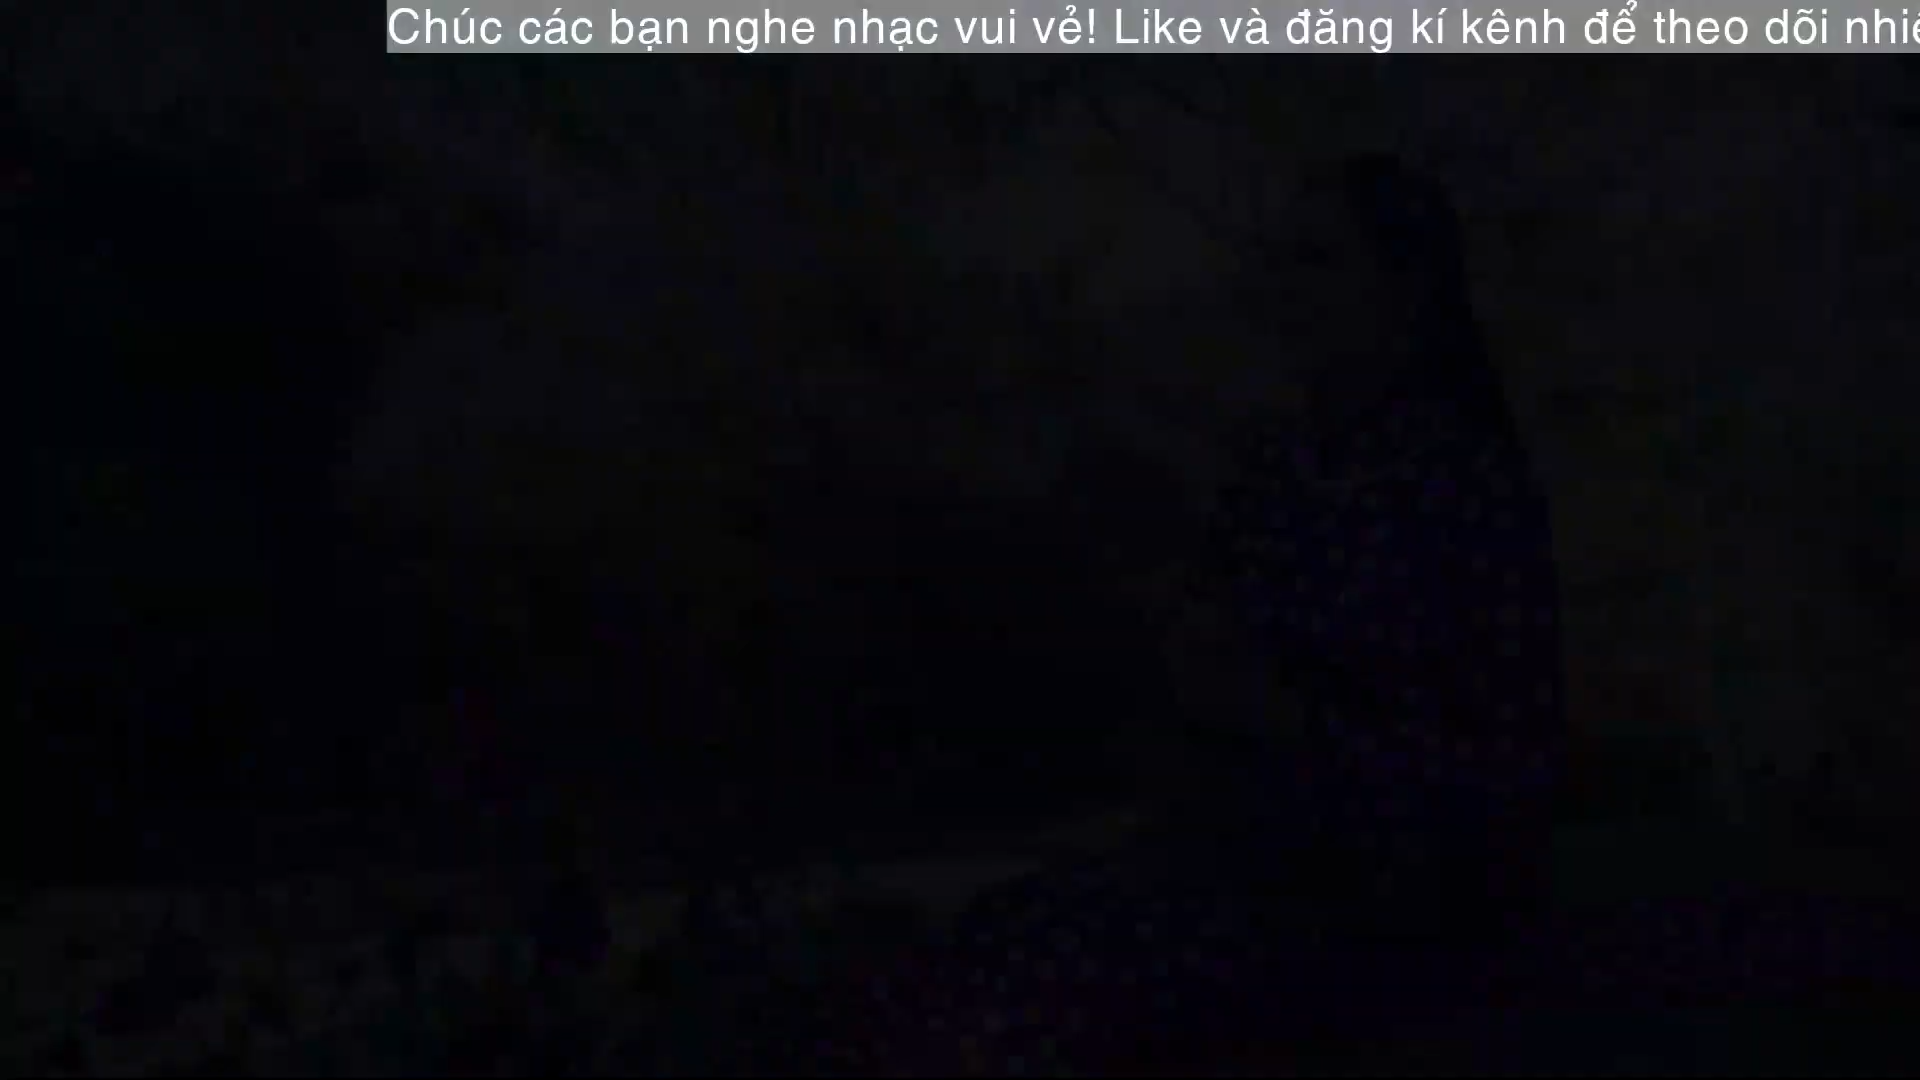 Chúc các bạn nghe nhạc vui vẻ! Like và đăng kí kênh để theo dõi